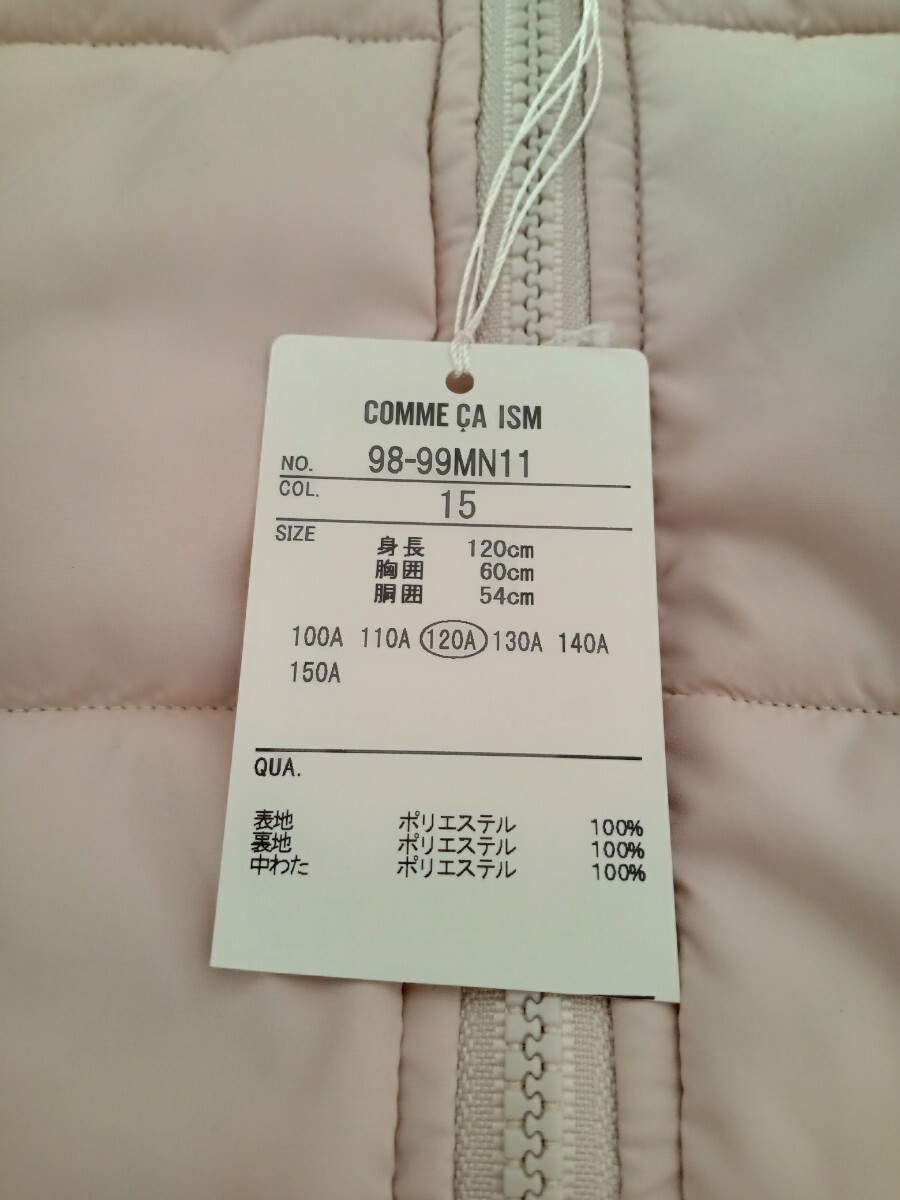 COMME ÇA ISM
NO. 98-99MN11
COL. 15
SIZE
身長 120cm
胸囲 60cm
胴囲 54cm
100A 110A 120A 130A 140A
150A
QUA.
表地 ポリエステル 100%
裏地 ポリエステル 100%
中わた ポリエステル 100%